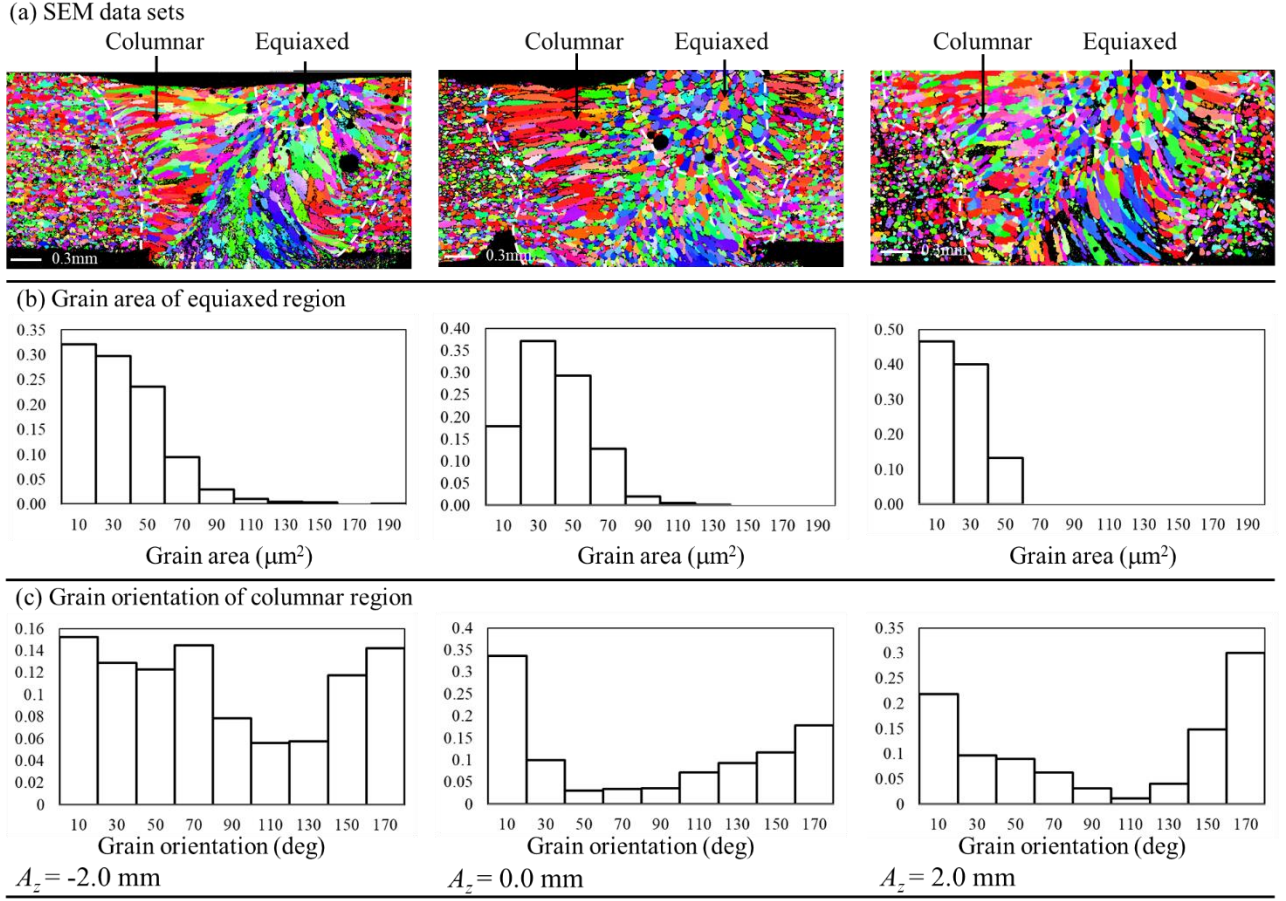 (a) SEM data sets
Columnar Equiaxed Columnar Equiaxed Columnar Equiaxed
0.3mm 0.3mm 0.3mm
(b) Grain area of equiaxed region
0.35
0.30
0.25
0.20
0.15
0.10
0.05
0.00
10 30 50 70 90 110 130 150 170 190
Grain area (μm²)
0.40
0.35
0.30
0.25
0.20
0.15
0.10
0.05
0.00
10 30 50 70 90 110 130 150 170 190
Grain area (μm²)
0.50
0.40
0.30
0.20
0.10
0.00
10 30 50 70 90 110 130 150 170 190
Grain area (μm²)
(c) Grain orientation of columnar region
0.16
0.14
0.12
0.1
0.08
0.06
0.04
0.02
0
10 30 50 70 90 110 130 150 170
Grain orientation (deg)
0.4
0.35
0.3
0.25
0.2
0.15
0.1
0.05
0
10 30 50 70 90 110 130 150 170
Grain orientation (deg)
0.35
0.3
0.25
0.2
0.15
0.1
0.05
0
10 30 50 70 90 110 130 150 170
Grain orientation (deg)
A_z = -2.0 mm A_z = 0.0 mm A_z = 2.0 mm